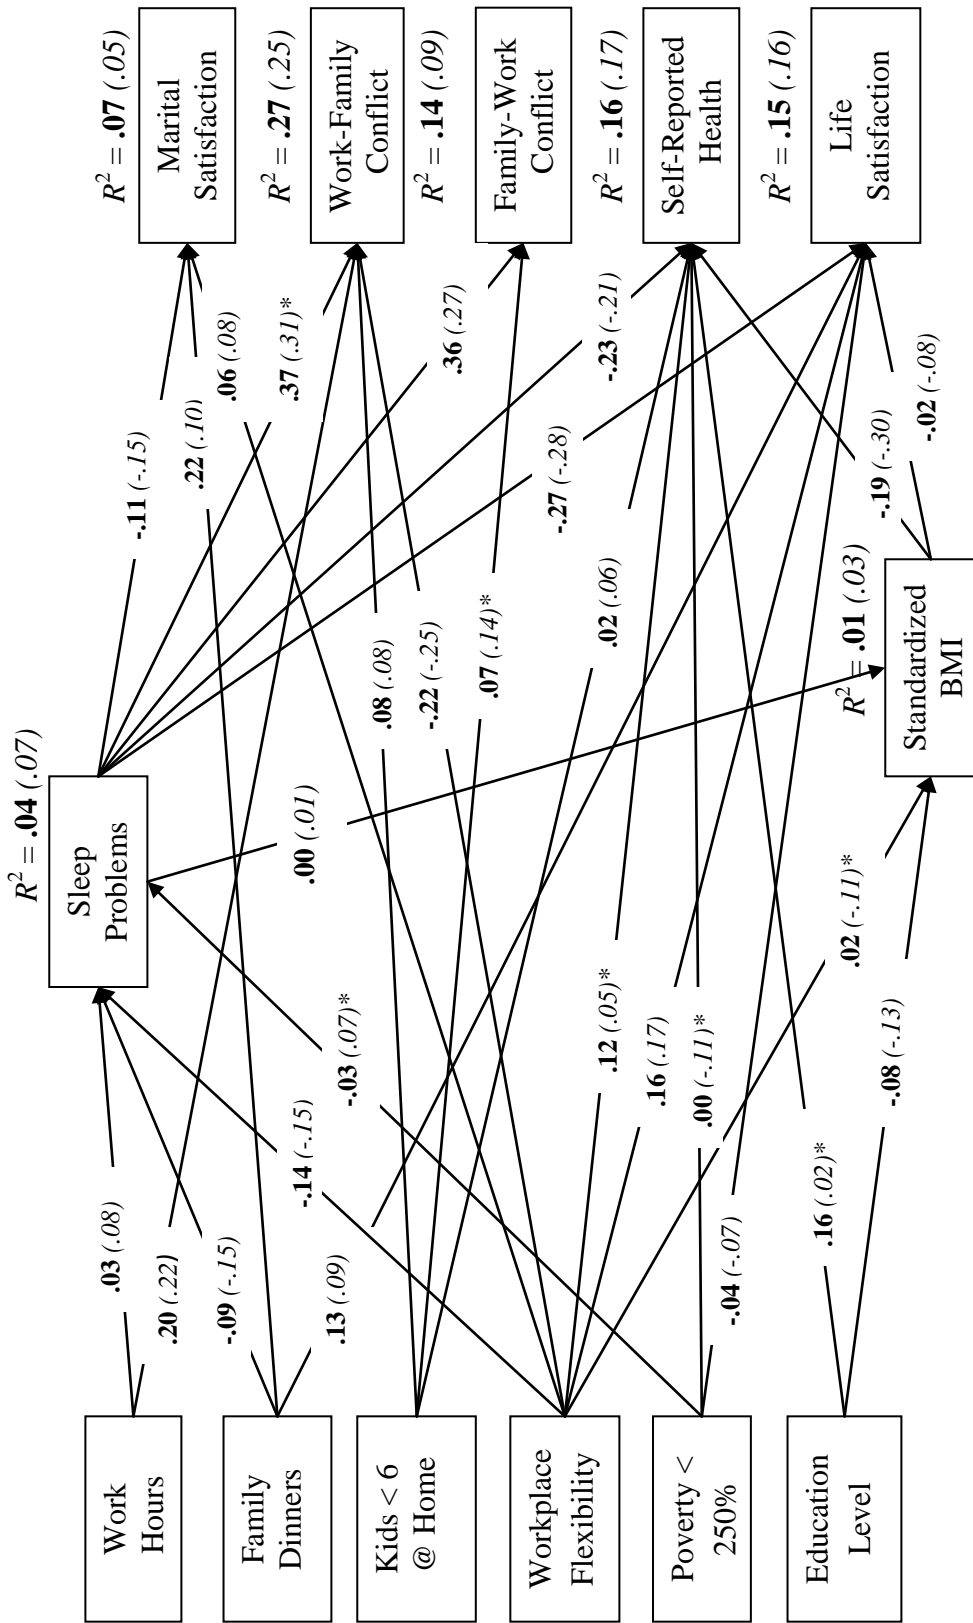 R² = .04 (.07)
Sleep
Problems
Work
Hours
Family
Dinners
Kids < 6
@ Home
Workplace
Flexibility
Poverty <
250%
Education
Level
.03 (.08)
.20 (.22)
-.09 (-.15)
.13 (.09)
-.14 (-.15)
-.03 (.07)*
.12 (.05)*
.16 (.17)
.00 (-.11)*
-.04 (-.07)
.16 (.02)*
-.08 (-.13)
.02 (-.11)*
.00 (.01)
.08 (.08)
-.22 (-.25)
.07 (.14)*
.02 (.06)
-.11 (-.15)
.22 (.10)
.06 (.08)
.37 (.31)*
.36 (.27)
-.23 (-.21)
-.27 (-.28)
-.19 (-.30)
-.02 (-.08)
R² = .01 (.03)
Standardized
BMI
R² = .07 (.05)
Marital
Satisfaction
R² = .27 (.25)
Work-Family
Conflict
R² = .14 (.09)
Family-Work
Conflict
R² = .16 (.17)
Self-Reported
Health
R² = .15 (.16)
Life
Satisfaction